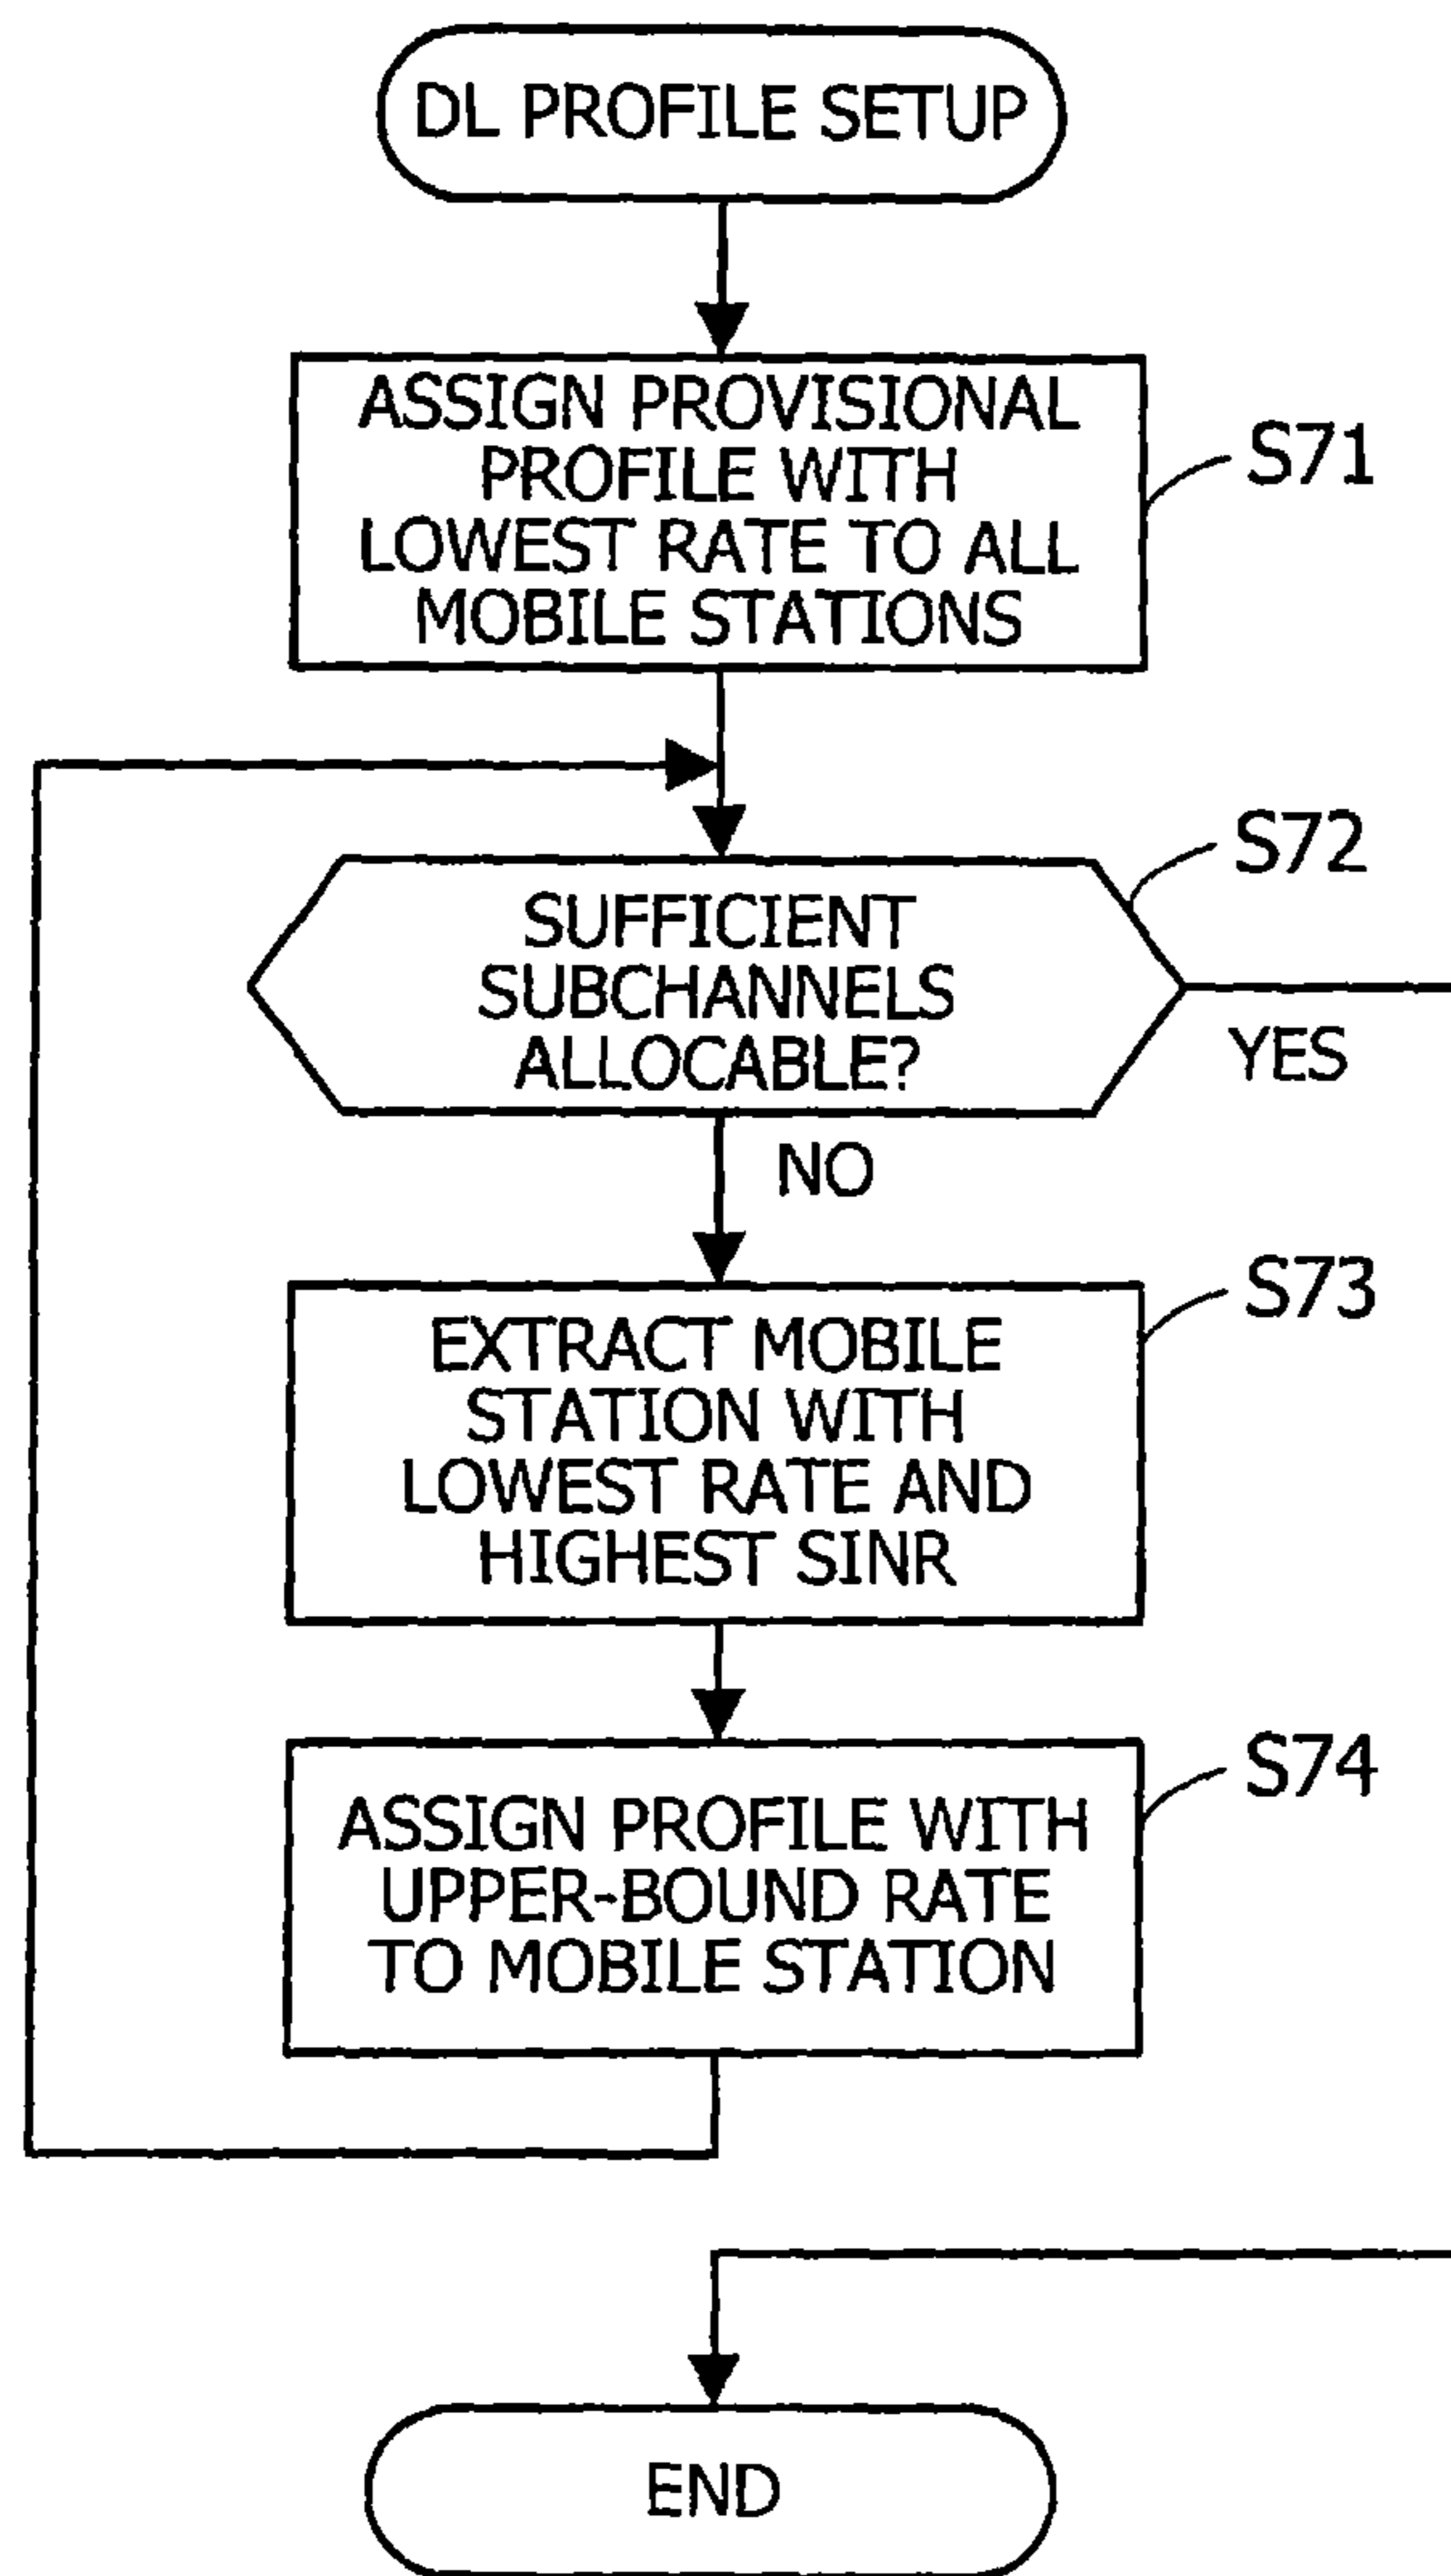 DL PROFILE SETUP
ASSIGN PROVISIONAL
PROFILE WITH
LOWEST RATE TO ALL
MOBILE STATIONS
S71
SUFFICIENT
SUBCHANNELS
ALLOCABLE?
S72
YES
NO
EXTRACT MOBILE
STATION WITH
LOWEST RATE AND
HIGHEST SINR
S73
ASSIGN PROFILE WITH
UPPER-BOUND RATE
TO MOBILE STATION
S74
END